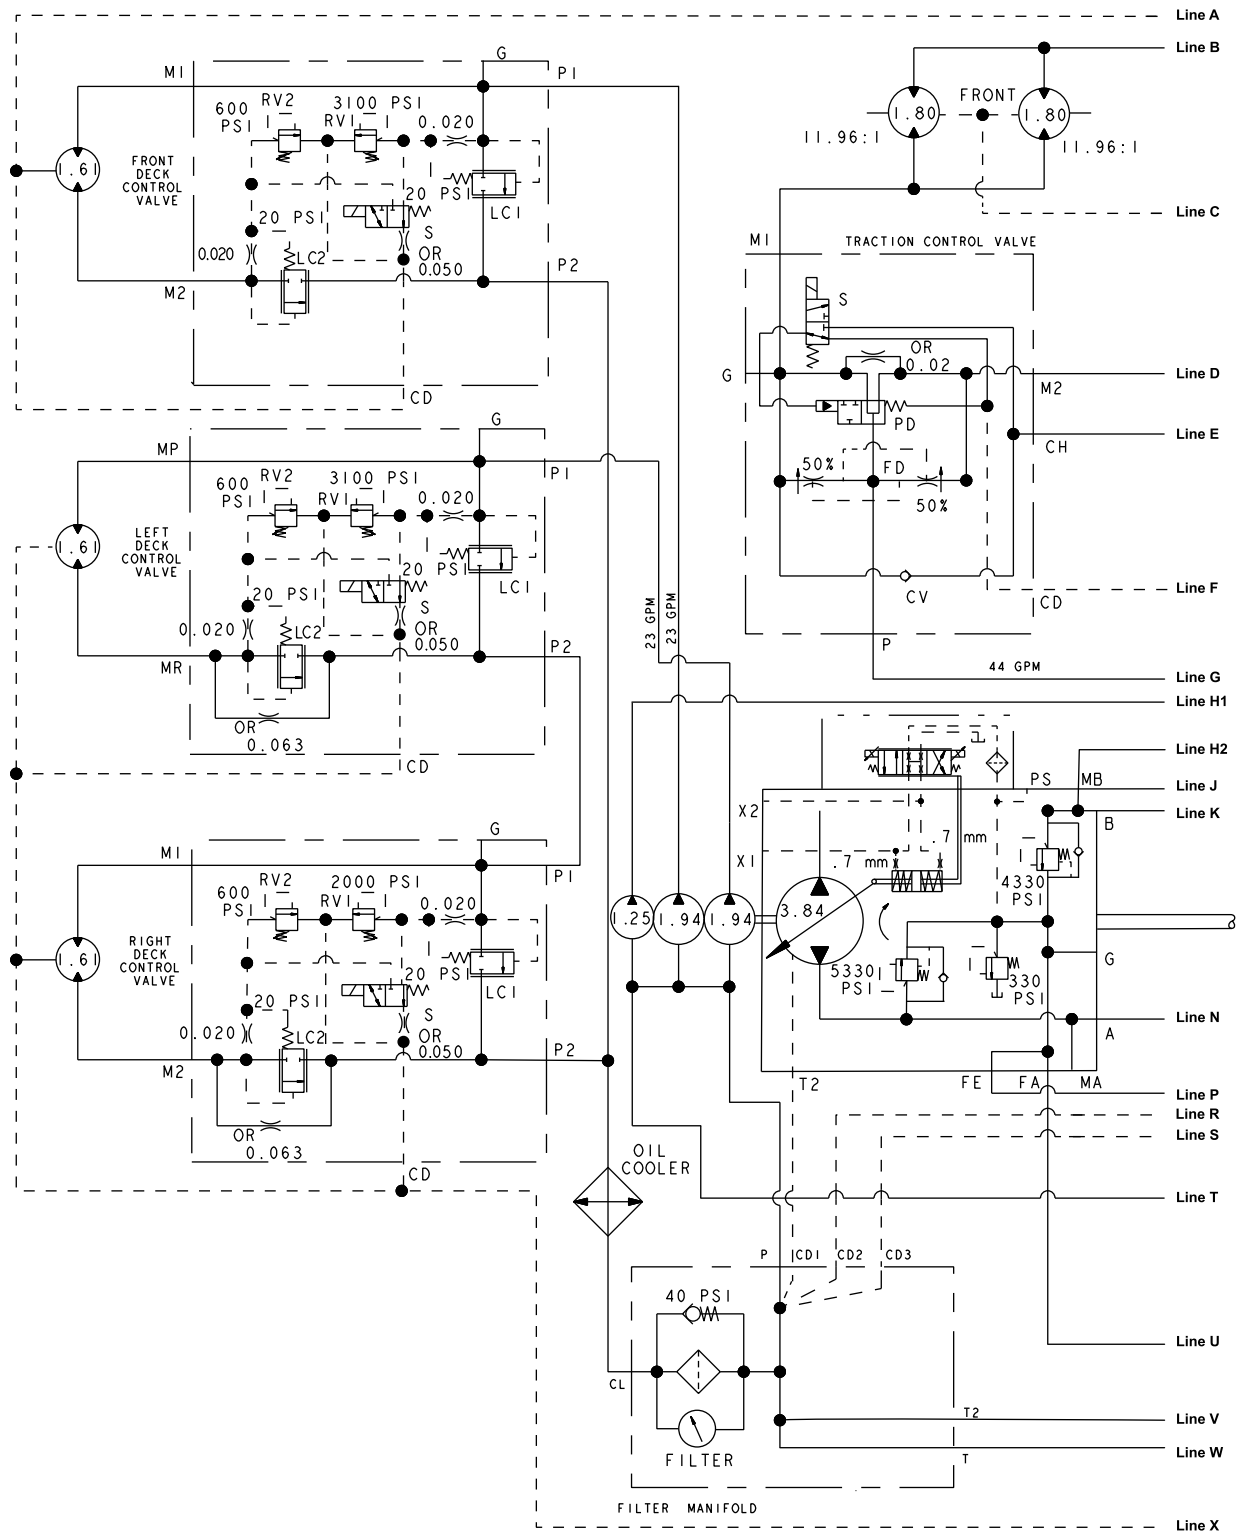 Line A
Line B
G
M1
P1
600
PSI
RV2
3100
RV1
PSI
0.020
FRONT
1.80
1.80
11.96:1
11.96:1
1.61
FRONT
DECK
CONTROL
VALVE
PSI
20
LC1
Line C
20 PSI
S
OR
0.050
0.020
LC2
P2
M2
M1
TRACTION CONTROL VALVE
S
OR
0.02
G
Line D
M2
PD
CD
G
MP
P1
Line E
CH
600
PSI
RV2
3100
RV1
PSI
0.020
50%
FD
50%
1.61
LEFT
DECK
CONTROL
VALVE
PSI
20
LC1
20 PSI
S
OR
0.050
0.020
LC2
P2
MR
CV
CD
Line F
P
23 GPM
23 GPM
44 GPM
Line G
Line H1
OR
0.063
CD
Line H2
PS
MB
Line J
X2
B
Line K
G
M1
P1
X1
.7 mm
.7 mm
4330
PSI
600
PSI
RV2
2000
RV1
PSI
0.020
1.25
1.94
1.94
3.84
1.61
RIGHT
DECK
CONTROL
VALVE
PSI
20
LC1
5330
PSI
330
PSI
G
20 PSI
S
OR
0.050
0.020
LC2
P2
M2
Line N
A
T2
FE
FA
MA
Line P
Line R
Line S
OR
0.063
CD
OIL
COOLER
Line T
P
CD1
CD2
CD3
40 PSI
Line U
CL
FILTER
T2
Line V
T
Line W
FILTER MANIFOLD
Line X